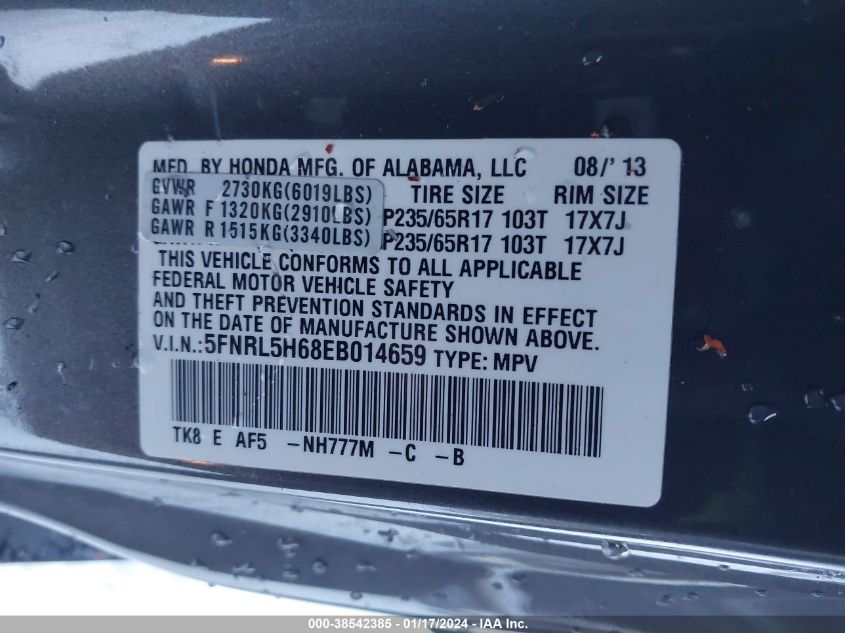 MFD. BY HONDA MFG. OF ALABAMA, LLC 08/'13
GVWR 2730KG(6019LBS) TIRE SIZE RIM SIZE
GAWR F 1320KG(2910LBS) P235/65R17 103T 17X7J
GAWR R 1515KG(3340LBS) P235/65R17 103T 17X7J
THIS VEHICLE CONFORMS TO ALL APPLICABLE
FEDERAL MOTOR VEHICLE SAFETY
AND THEFT PREVENTION STANDARDS IN EFFECT
ON THE DATE OF MANUFACTURE SHOWN ABOVE.
V.I.N.:5FNRL5H68EB014659 TYPE: MPV
TK8 E AF5 -NH777M -C -B
000-38542385 - 01/17/2024 - IAA Inc.